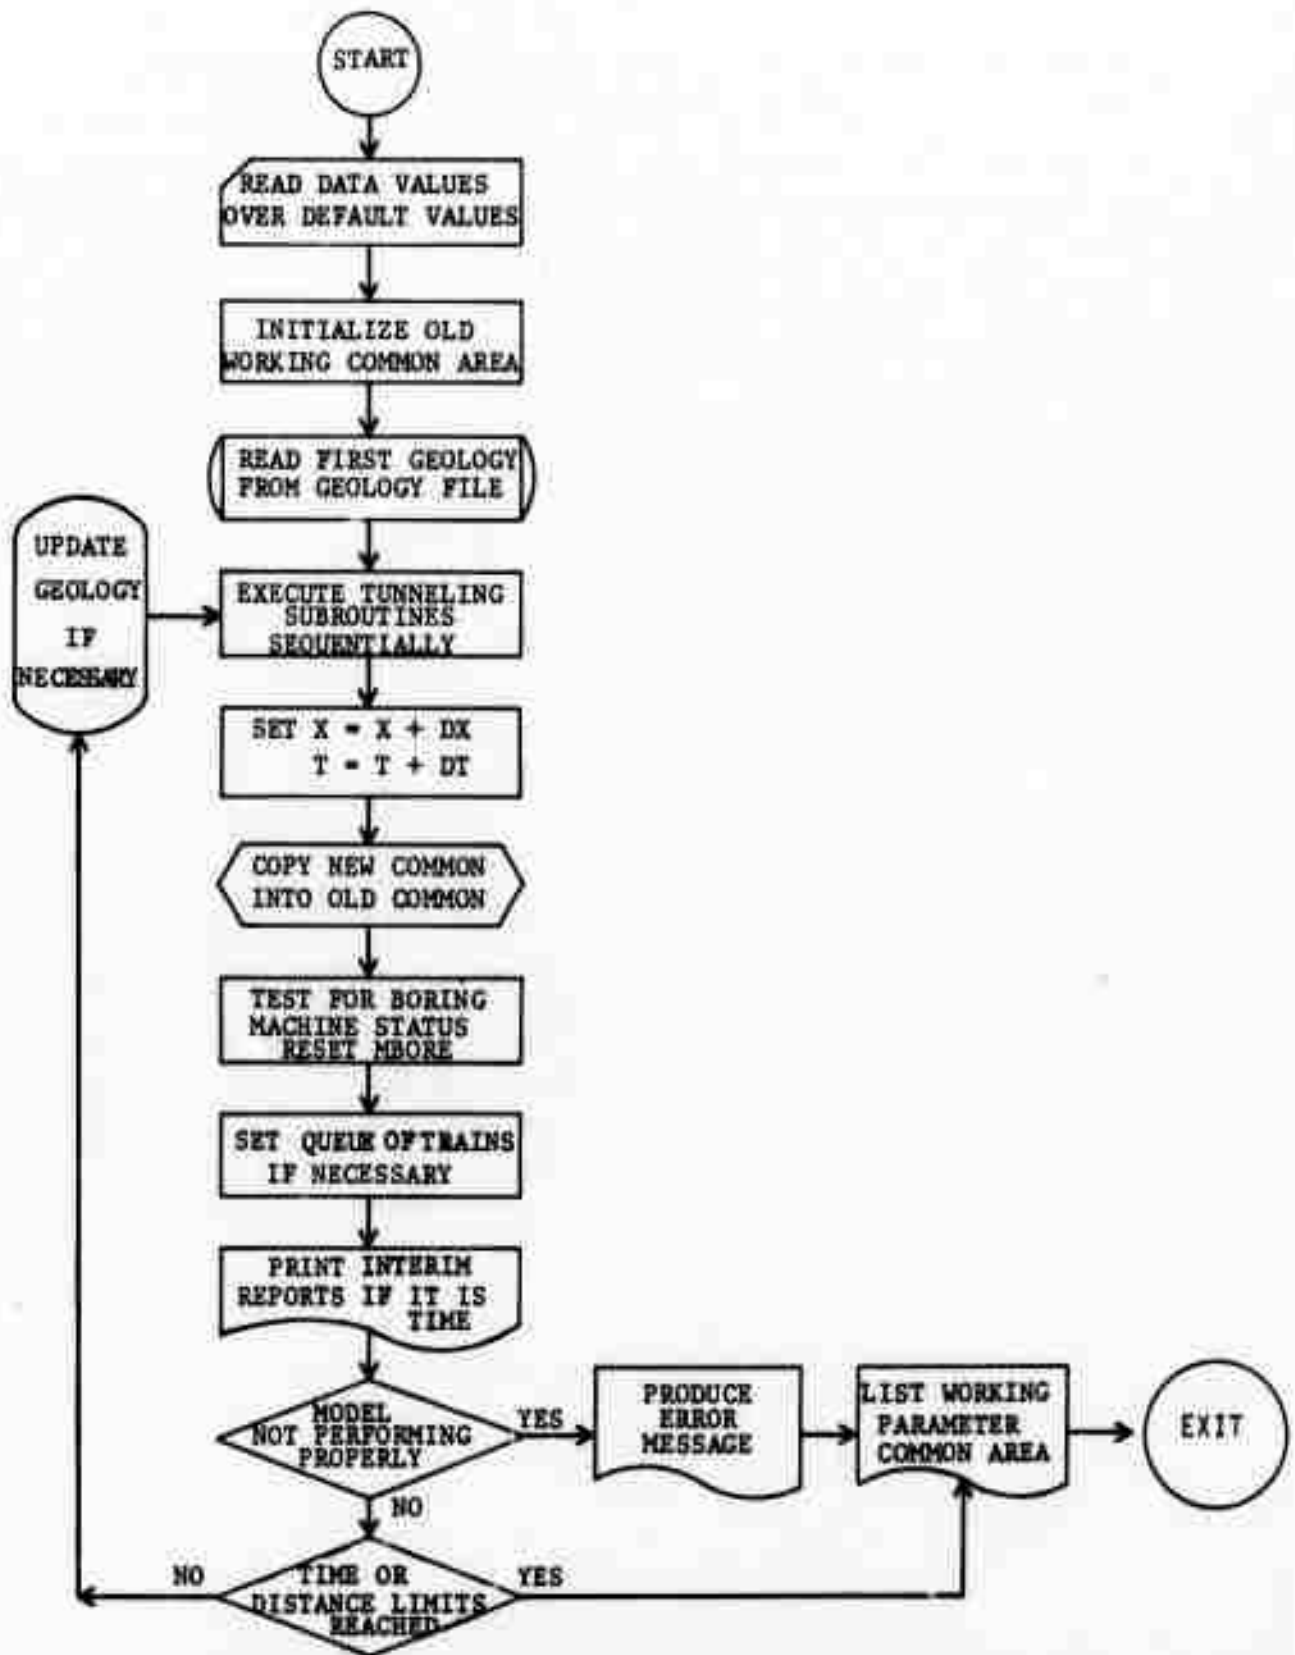 START
READ DATA VALUES
OVER DEFAULT VALUES
INITIALIZE OLD
WORKING COMMON AREA
READ FIRST GEOLOGY
FROM GEOLOGY FILE
UPDATE
GEOLOGY
IF
NECESSARY
EXECUTE TUNNELING
SUBROUTINES
SEQUENTIALLY
SET X = X + DX
T = T + DT
COPY NEW COMMON
INTO OLD COMMON
TEST FOR BORING
MACHINE STATUS
RESET MBORE
SET QUEUE OF TRAINS
IF NECESSARY
PRINT INTERIM
REPORTS IF IT IS
TIME
MODEL
NOT PERFORMING
PROPERLY
YES
PRODUCE
ERROR
MESSAGE
LIST WORKING
PARAMETER
COMMON AREA
EXIT
NO
NO
TIME OR
DISTANCE LIMITS
REACHED
YES